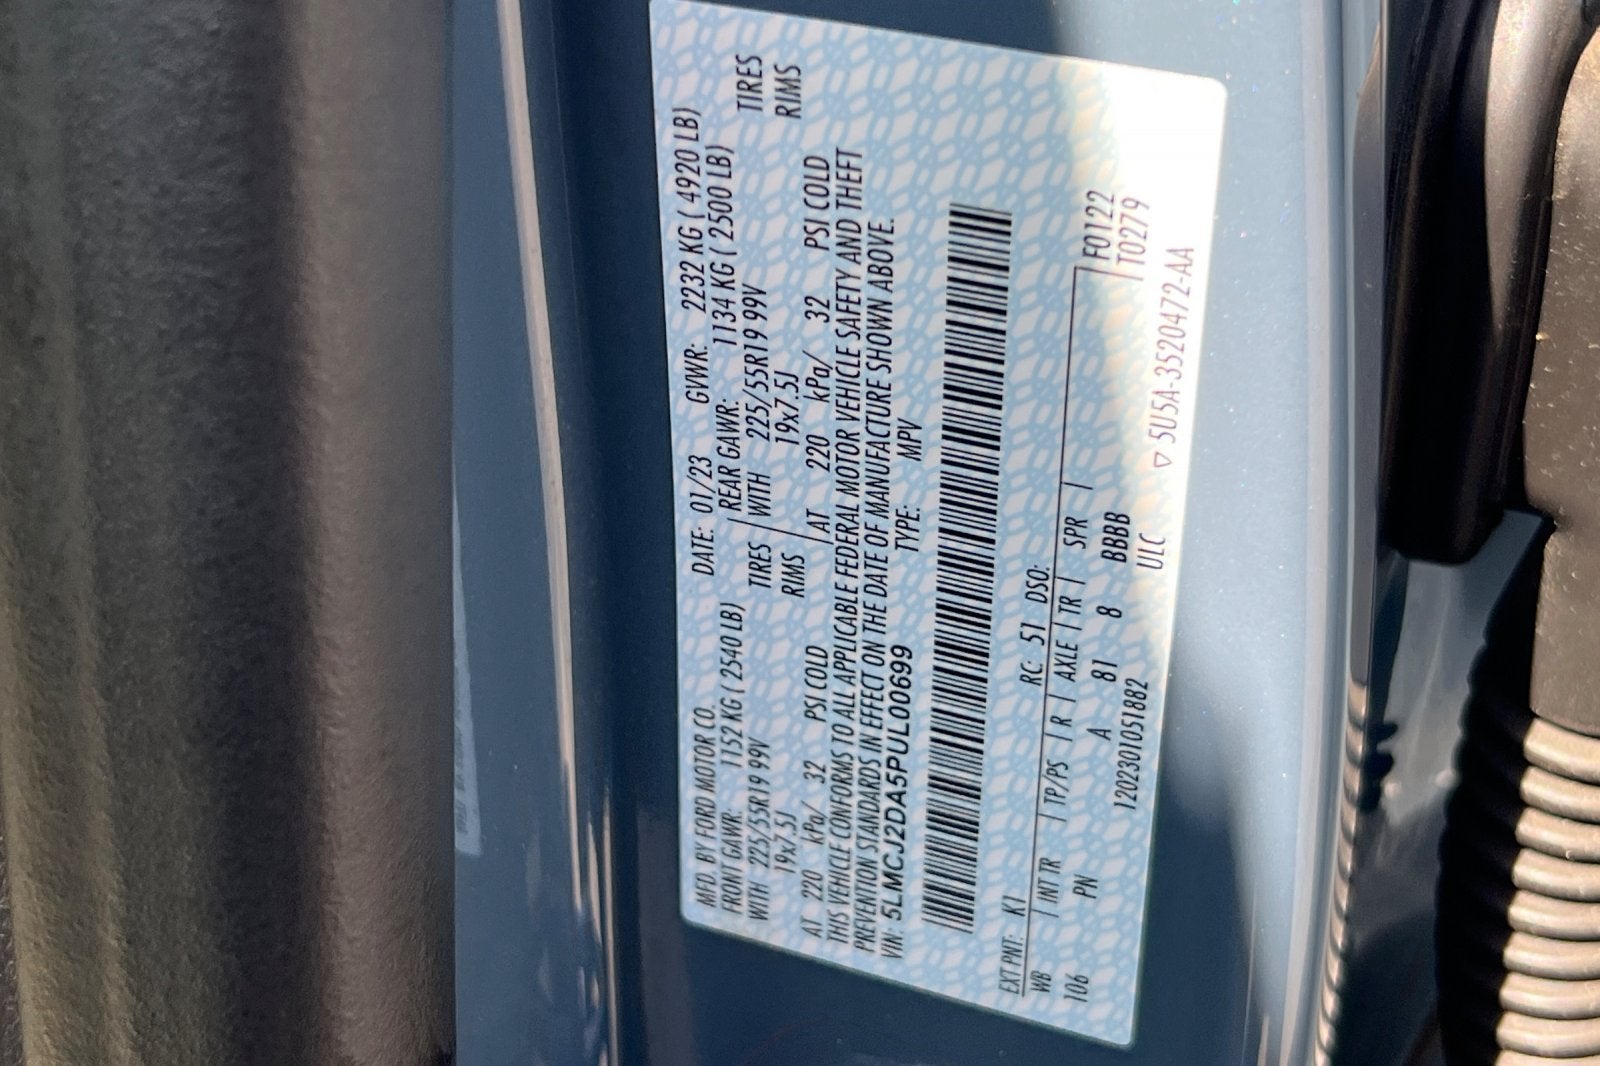 MFD. BY FORD MOTOR CO. DATE: 01/23 GVWR: 2232 KG ( 4920 LB)
FRONT GAWR: 1152 KG ( 2540 LB) REAR GAWR: 1134 KG ( 2500 LB)
WITH 225/55R19 99V TIRES WITH 225/55R19 99V TIRES
19x7.5J RIMS 19x7.5J RIMS
AT 220 kPa/ 32 PSI COLD AT 220 kPa/ 32 PSI COLD
THIS VEHICLE CONFORMS TO ALL APPLICABLE FEDERAL MOTOR VEHICLE SAFETY AND THEFT
PREVENTION STANDARDS IN EFFECT ON THE DATE OF MANUFACTURE SHOWN ABOVE.
VIN: 5LMCJ2DA5PUL00699 TYPE: MPV
EXT PNT: K1 RC: 51 DSO:
WB | INT TR | TP/PS | R | AXLE | TR | SPR | F0122
106 PN A 81 8 BBBB T0279
1202301051882 ULC
▽ 5U5A-3520472-AA